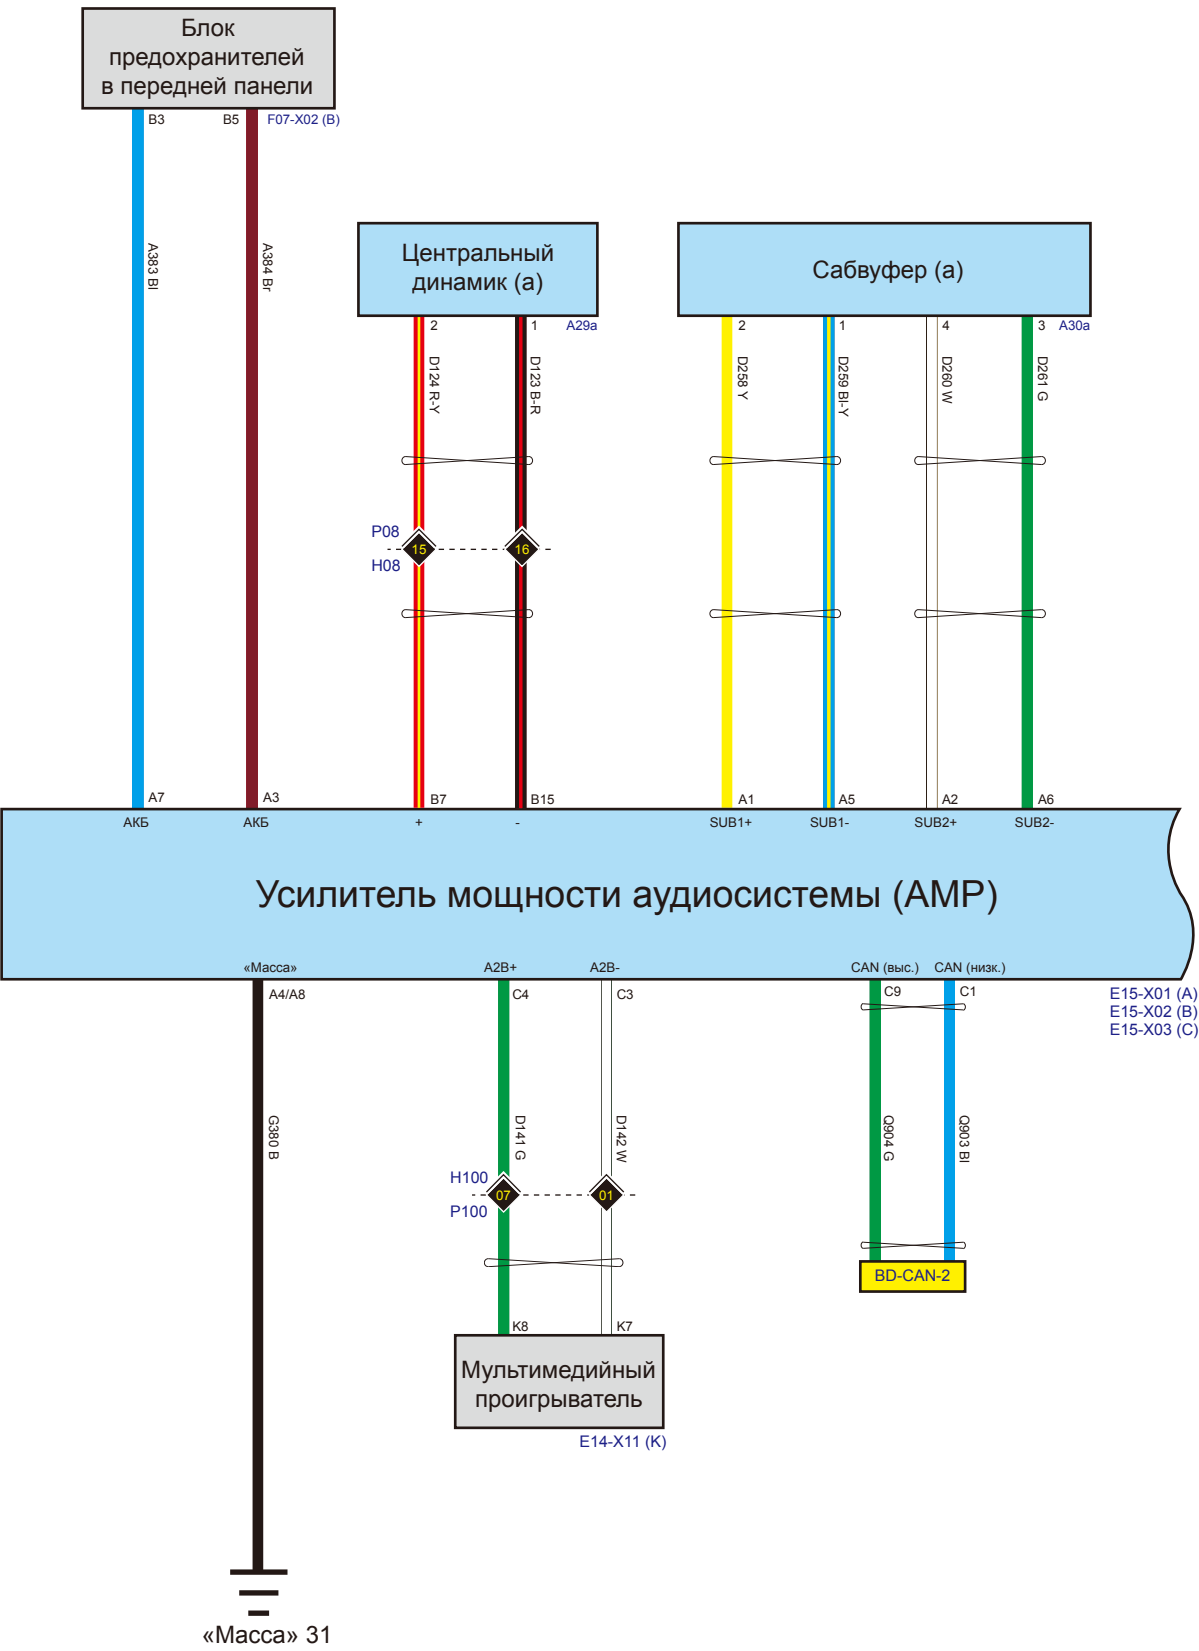 Блок
предохранителей
в передней панели
B3
B5
F07-X02 (B)
A383 Bl
A384 Br
Центральный
динамик (a)
2
1
A29a
D124 R-Y
D123 B-R
Сабвуфер (a)
2
1
4
3
A30a
D258 Y
D259 Bl-Y
D260 W
D261 G
P08
H08
15
16
A7
A3
B7
B15
A1
A5
A2
A6
АКБ
АКБ
+
-
SUB1+
SUB1-
SUB2+
SUB2-
Усилитель мощности аудиосистемы (AMP)
«Масса»
A2B+
A2B-
CAN (выс.)
CAN (низк.)
A4/A8
C4
C3
C9
C1
E15-X01 (A)
E15-X02 (B)
E15-X03 (C)
G380 B
D141 G
D142 W
Q904 G
Q903 Bl
H100
P100
07
01
BD-CAN-2
K8
K7
Мультимедийный
проигрыватель
E14-X11 (K)
«Масса» 31